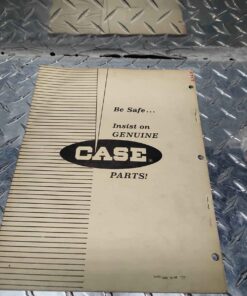 Be Safe...
Insist on
GENUINE
CASE
PARTS!